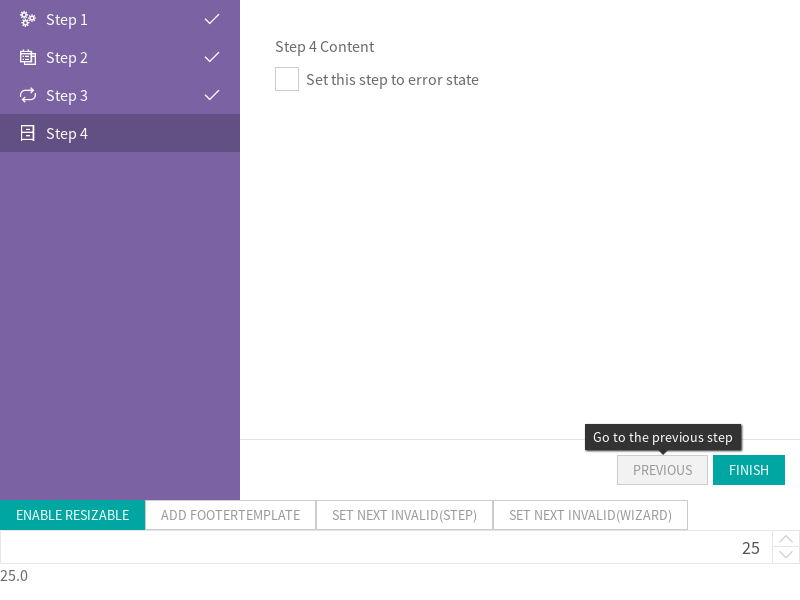 Step 1
Step 2
Step 3
Step 4
Step 4 Content
Set this step to error state
Go to the previous step
PREVIOUS
FINISH
ENABLE RESIZABLE
ADD FOOTERTEMPLATE
SET NEXT INVALID(STEP)
SET NEXT INVALID(WIZARD)
25
25.0